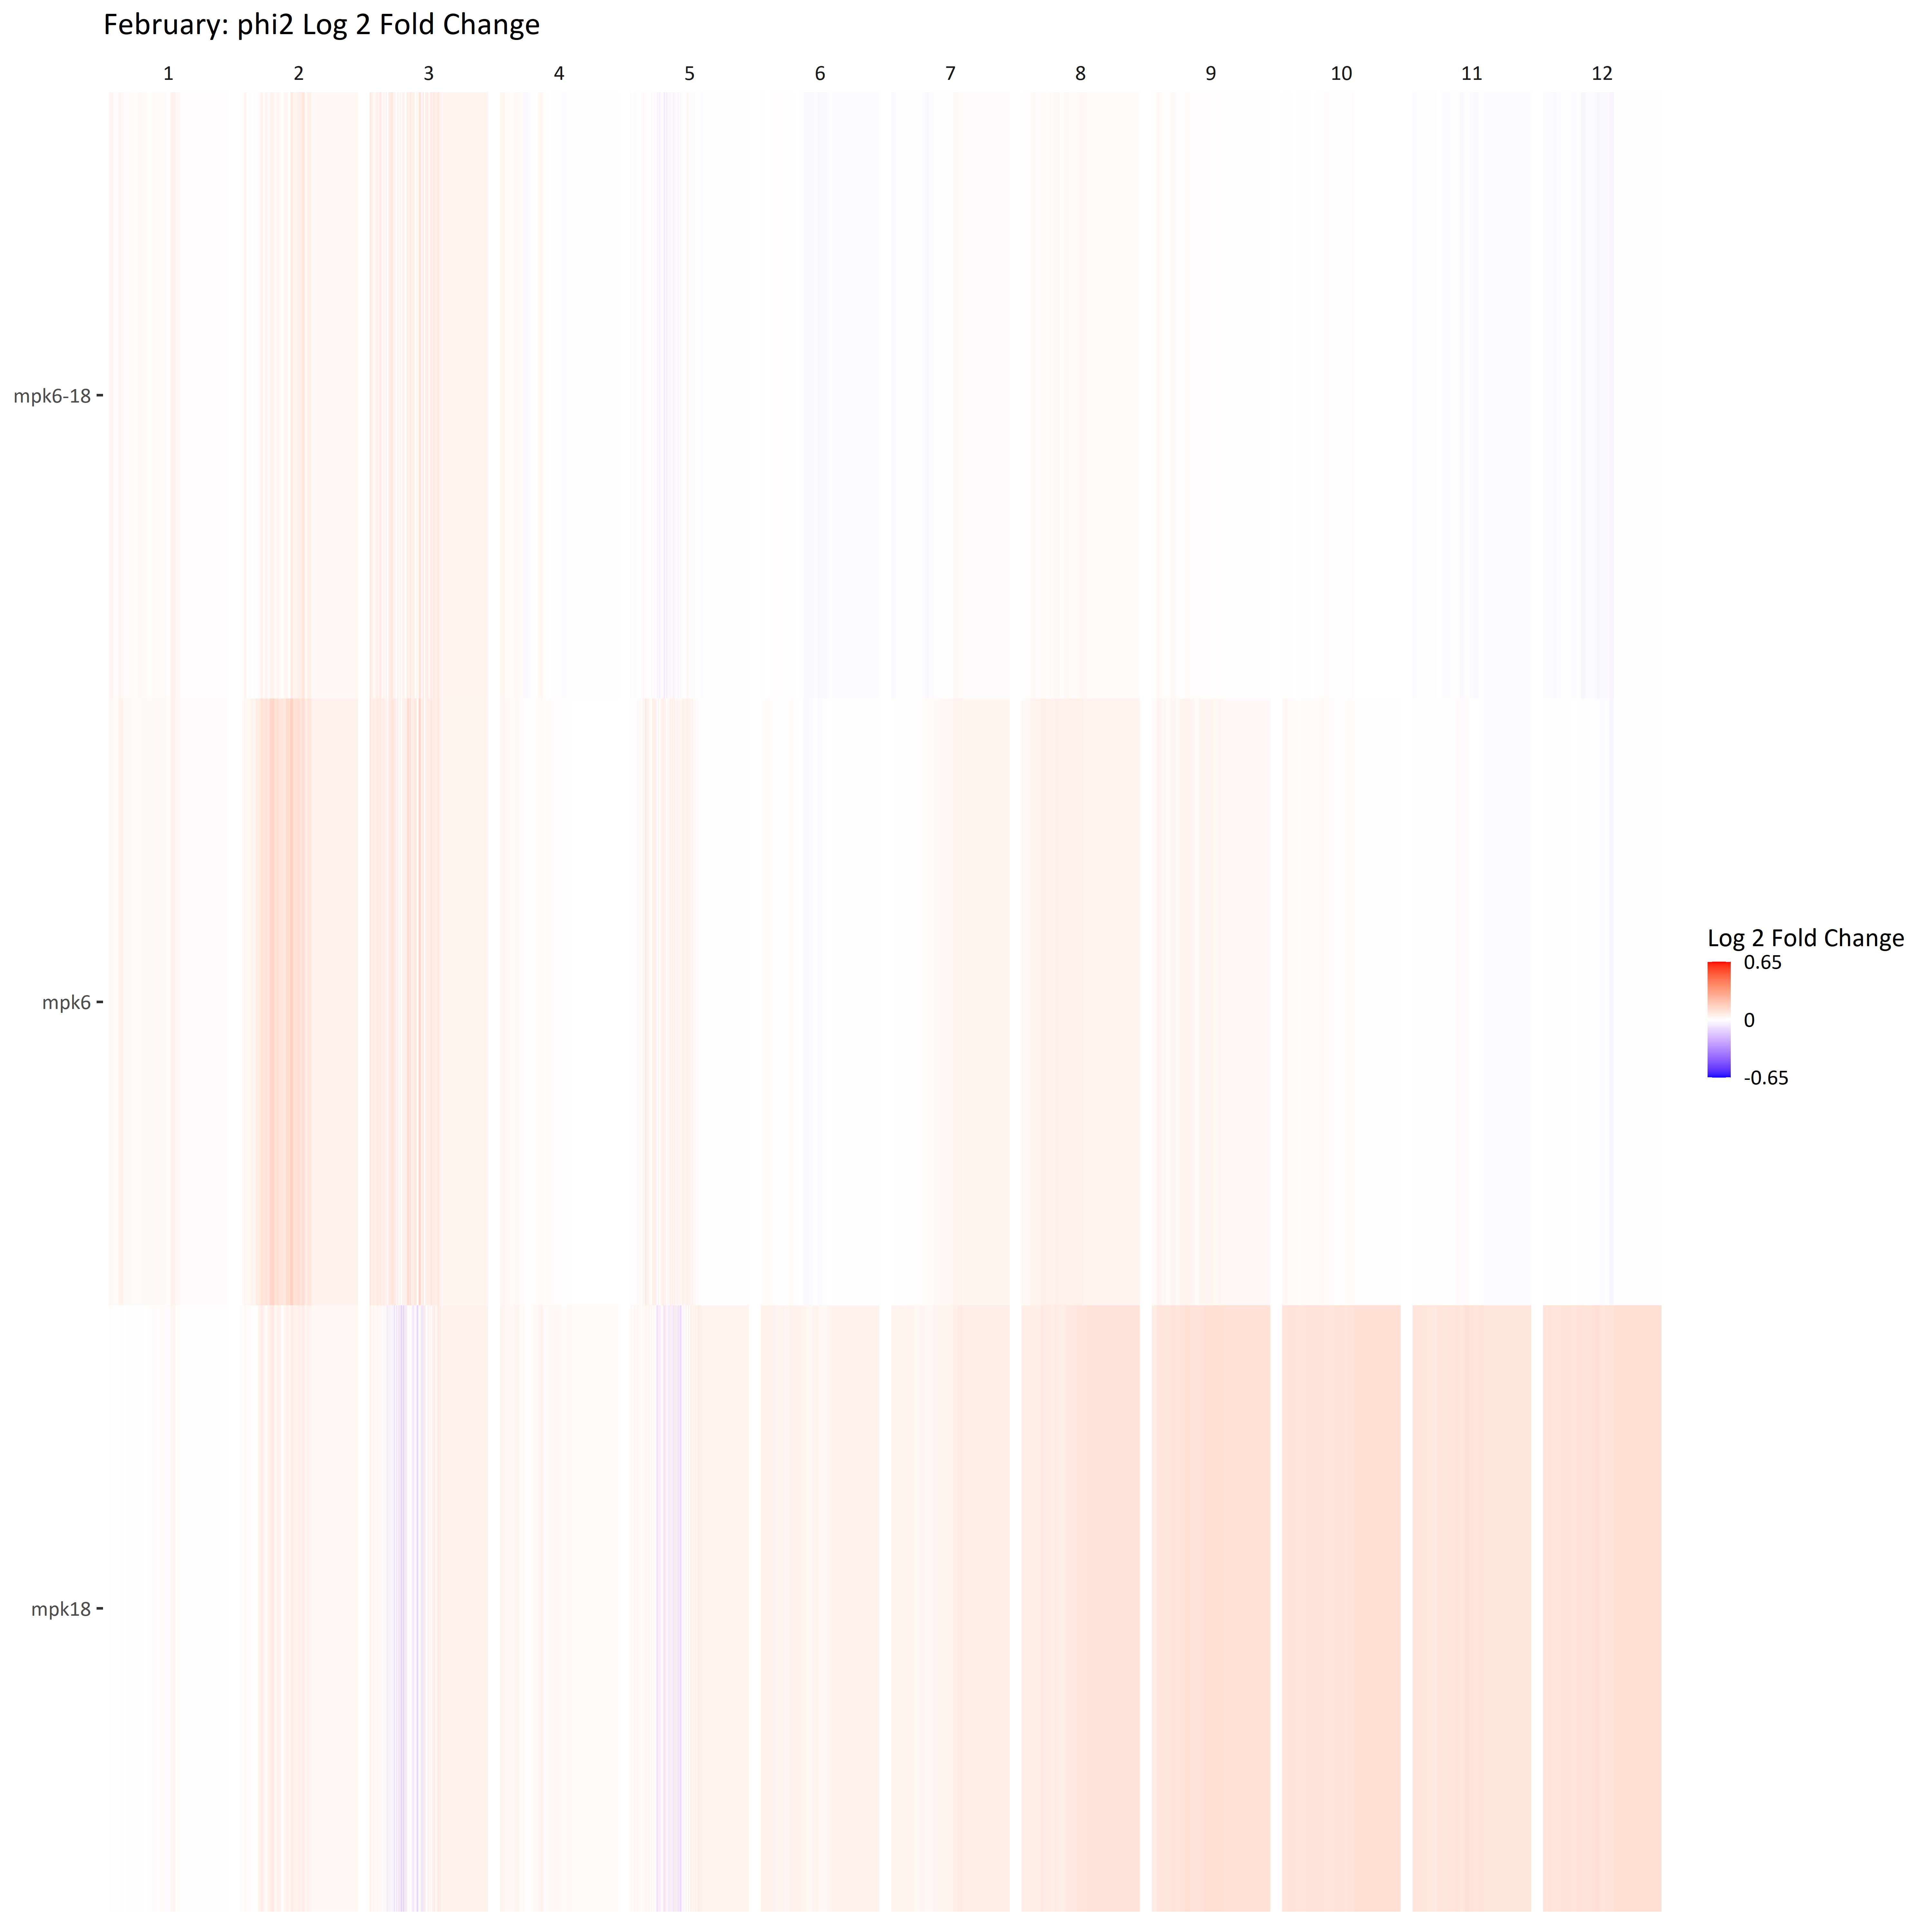 February: phi2 Log 2 Fold Change
1 2 3 4 5 6 7 8 9 10 11 12
mpk6-18
mpk6
mpk18
Log 2 Fold Change
0.65
0
-0.65